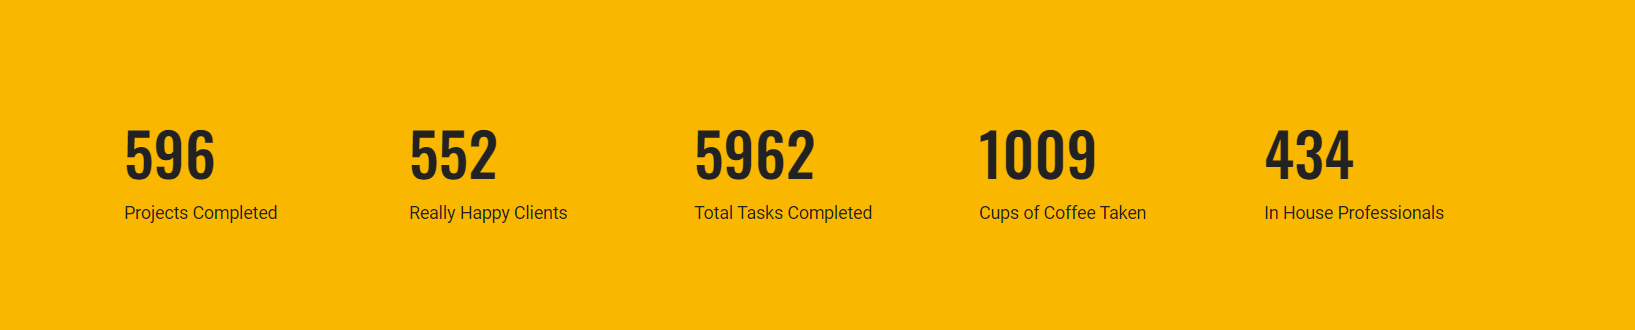 596
Projects Completed
552
Really Happy Clients
5962
Total Tasks Completed
1009
Cups of Coffee Taken
434
In House Professionals